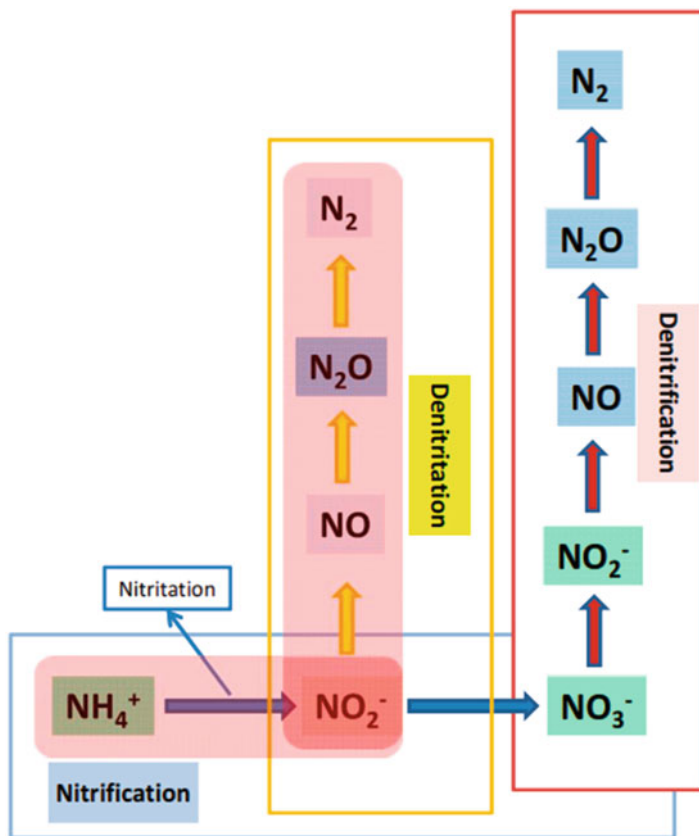 N₂
N₂O
NO
NO₂⁻
Denitritation
Nitritation
NH₄⁺
Nitrification
N₂
N₂O
NO
NO₂⁻
NO₃⁻
Denitrification